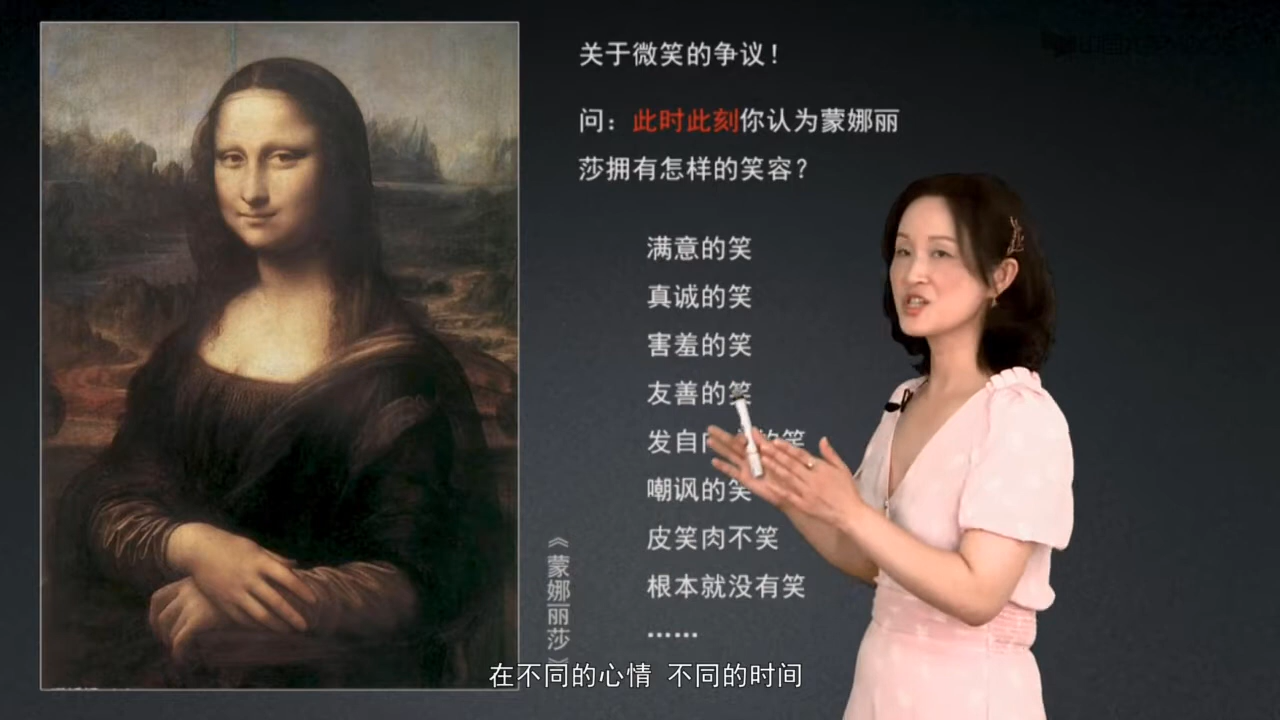 关于微笑的争议！
问：此时此刻你认为蒙娜丽
莎拥有怎样的笑容？
满意的笑
真诚的笑
害羞的笑
友善的笑
发自 的笑
嘲讽的笑
皮笑肉不笑
根本就没有笑
……
《蒙娜丽莎》
在不同的心情 不同的时间